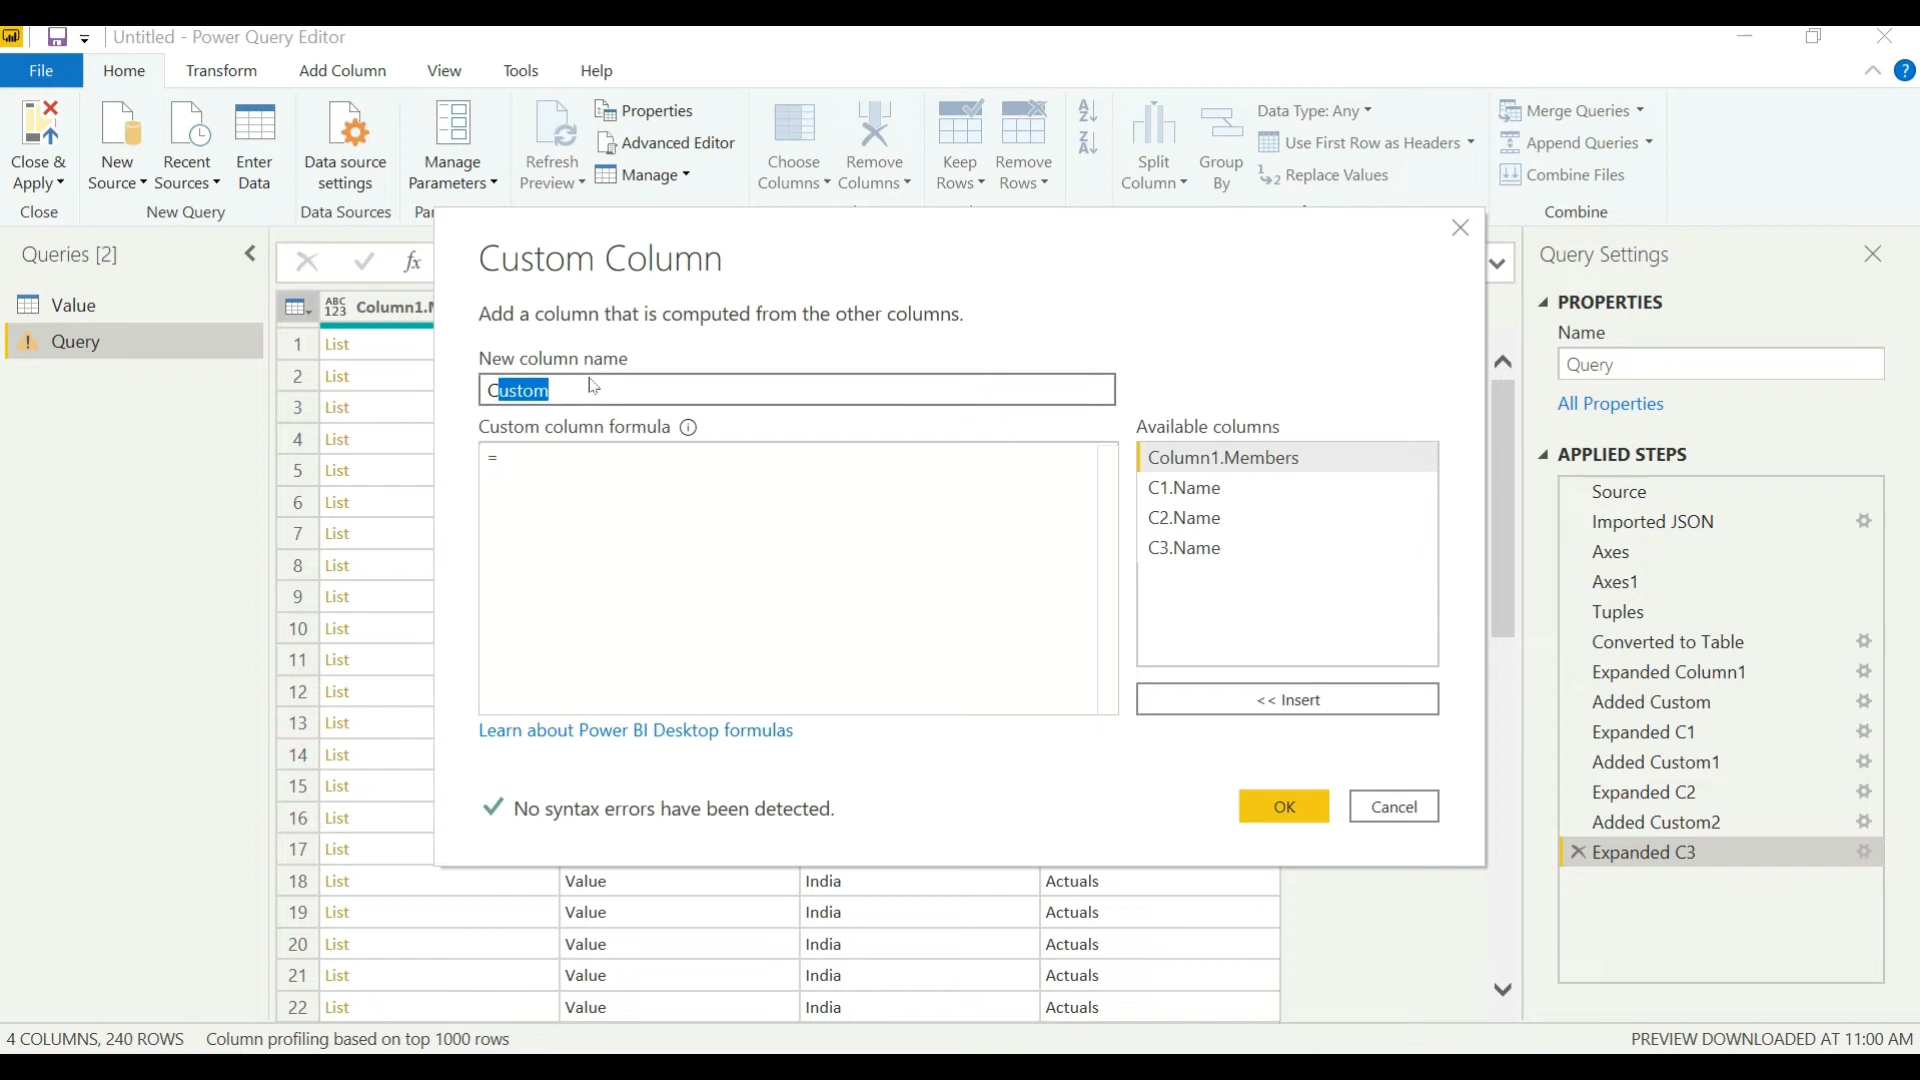 Untitled - Power Query Editor
File Home Transform Add Column View Tools Help
Close & Apply
New Source
Recent Sources
Enter Data
Data source settings
Manage Parameters
Refresh Preview
Properties
Advanced Editor
Manage
Choose Columns
Remove Columns
Keep Rows
Remove Rows
Split Column
Group By
Data Type: Any
Use First Row as Headers
Replace Values
Merge Queries
Append Queries
Combine Files
Close New Query Data Sources Par Combine
Queries [2]
Value
Query
fx
ABC 123 Column1.M
1 List
2 List
3 List
4 List
5 List
6 List
7 List
8 List
9 List
10 List
11 List
12 List
13 List
14 List
15 List
16 List
17 List
18 List Value India Actuals
19 List Value India Actuals
20 List Value India Actuals
21 List Value India Actuals
22 List Value India Actuals
Custom Column
Add a column that is computed from the other columns.
New column name
Custom
Custom column formula
=
Available columns
Column1.Members
C1.Name
C2.Name
C3.Name
<< Insert
Learn about Power BI Desktop formulas
No syntax errors have been detected.
OK Cancel
Query Settings
PROPERTIES
Name
Query
All Properties
APPLIED STEPS
Source
Imported JSON
Axes
Axes1
Tuples
Converted to Table
Expanded Column1
Added Custom
Expanded C1
Added Custom1
Expanded C2
Added Custom2
Expanded C3
4 COLUMNS, 240 ROWS Column profiling based on top 1000 rows PREVIEW DOWNLOADED AT 11:00 AM